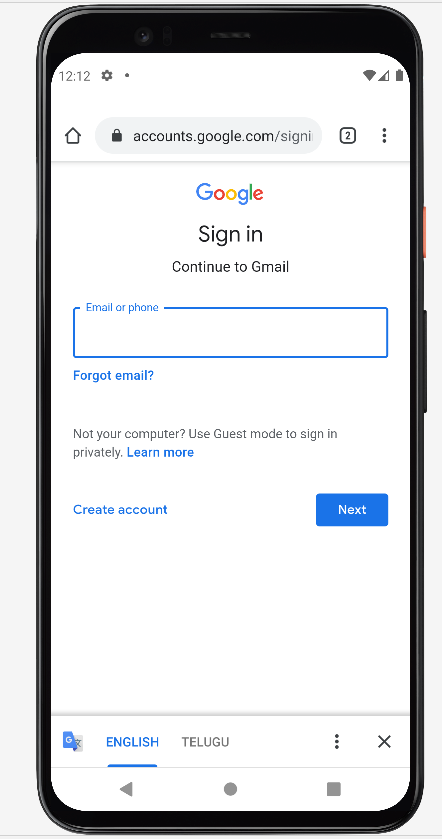 12:12
accounts.google.com/signi
2
Google
Sign in
Continue to Gmail
Email or phone
Forgot email?
Not your computer? Use Guest mode to sign in
privately. Learn more
Create account
Next
ENGLISH
TELUGU